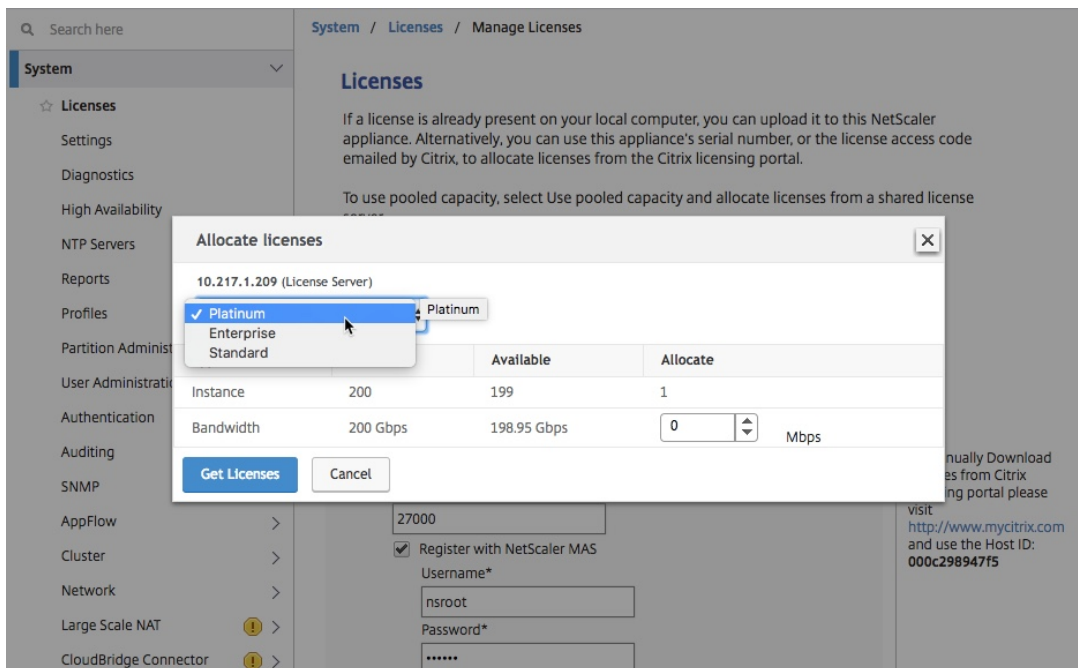 Search here
System / Licenses / Manage Licenses
System
Licenses
Settings
Diagnostics
High Availability
NTP Servers
Reports
Profiles
Partition Administ
User Administratio
Authentication
Auditing
SNMP
AppFlow
Cluster
Network
Large Scale NAT
CloudBridge Connector
Licenses
If a license is already present on your local computer, you can upload it to this NetScaler
appliance. Alternatively, you can use this appliance's serial number, or the license access code
emailed by Citrix, to allocate licenses from the Citrix licensing portal.
To use pooled capacity, select Use pooled capacity and allocate licenses from a shared license
Allocate licenses
10.217.1.209 (License Server)
Platinum
Platinum
Enterprise
Standard
Available Allocate
Instance 200 199 1
Bandwidth 200 Gbps 198.95 Gbps 0 Mbps
Get Licenses Cancel
27000
Register with NetScaler MAS
Username*
nsroot
Password*
••••••
nually Download
es from Citrix
ng portal please
visit
http://www.mycitrix.com
and use the Host ID:
000c298947f5